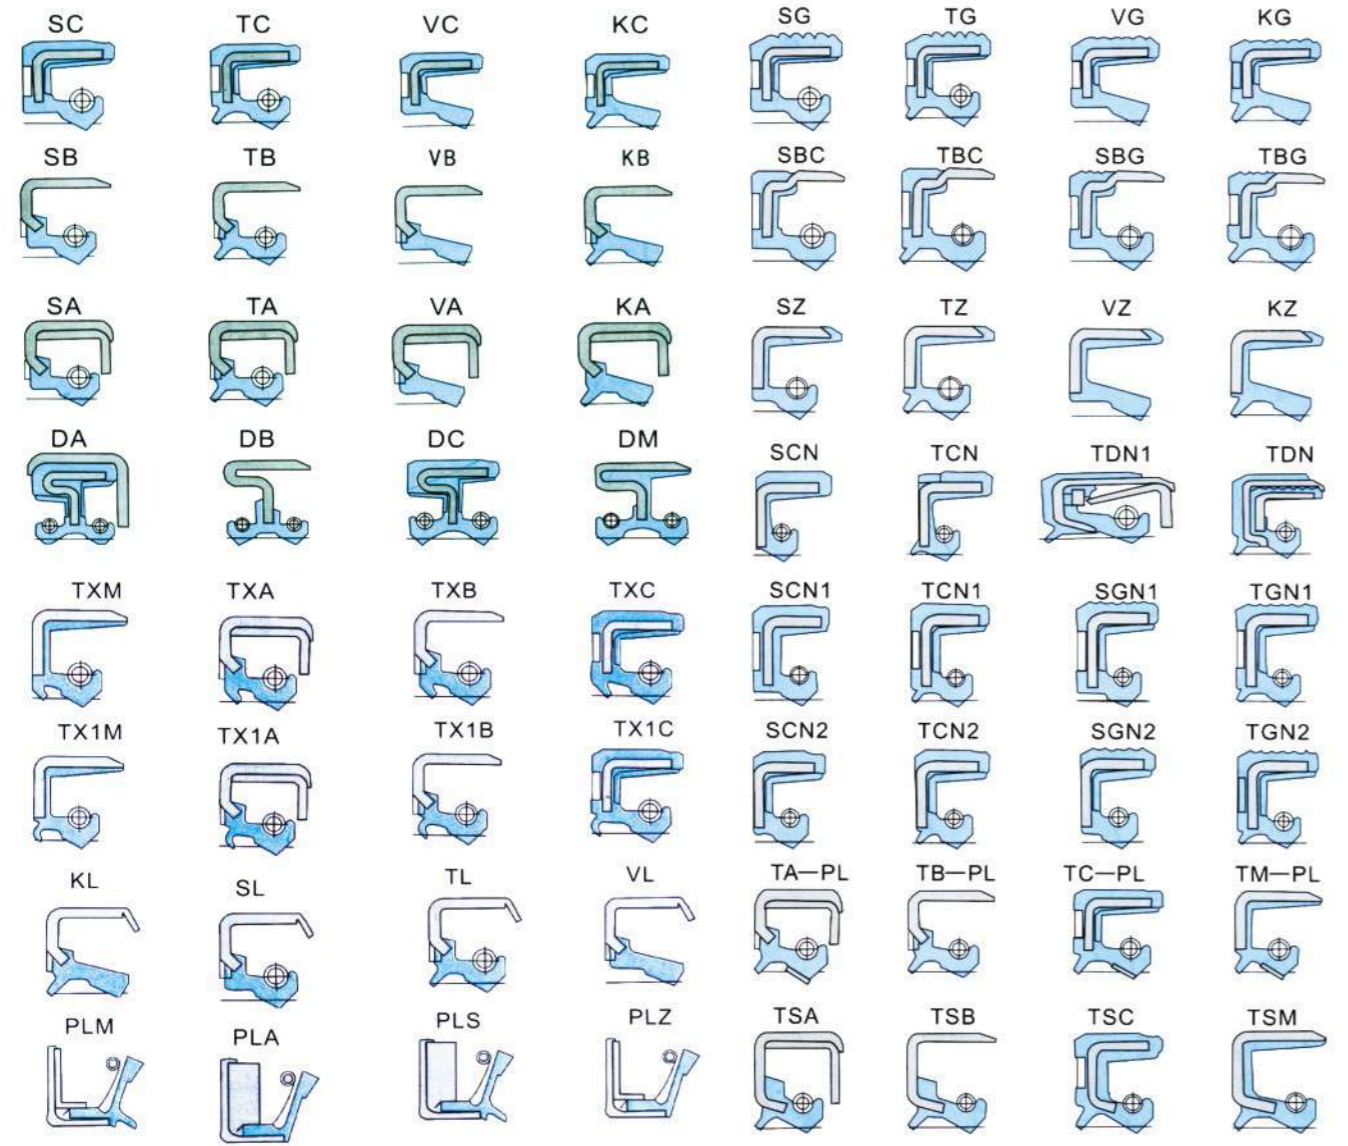 SC TC VC KC SG TG VG KG
SB TB VB KB SBC TBC SBG TBG
SA TA VA KA SZ TZ VZ KZ
DA DB DC DM SCN TCN TDN1 TDN
TXM TXA TXB TXC SCN1 TCN1 SGN1 TGN1
TX1M TX1A TX1B TX1C SCN2 TCN2 SGN2 TGN2
KL SL TL VL TA—PL TB—PL TC—PL TM—PL
PLM PLA PLS PLZ TSA TSB TSC TSM